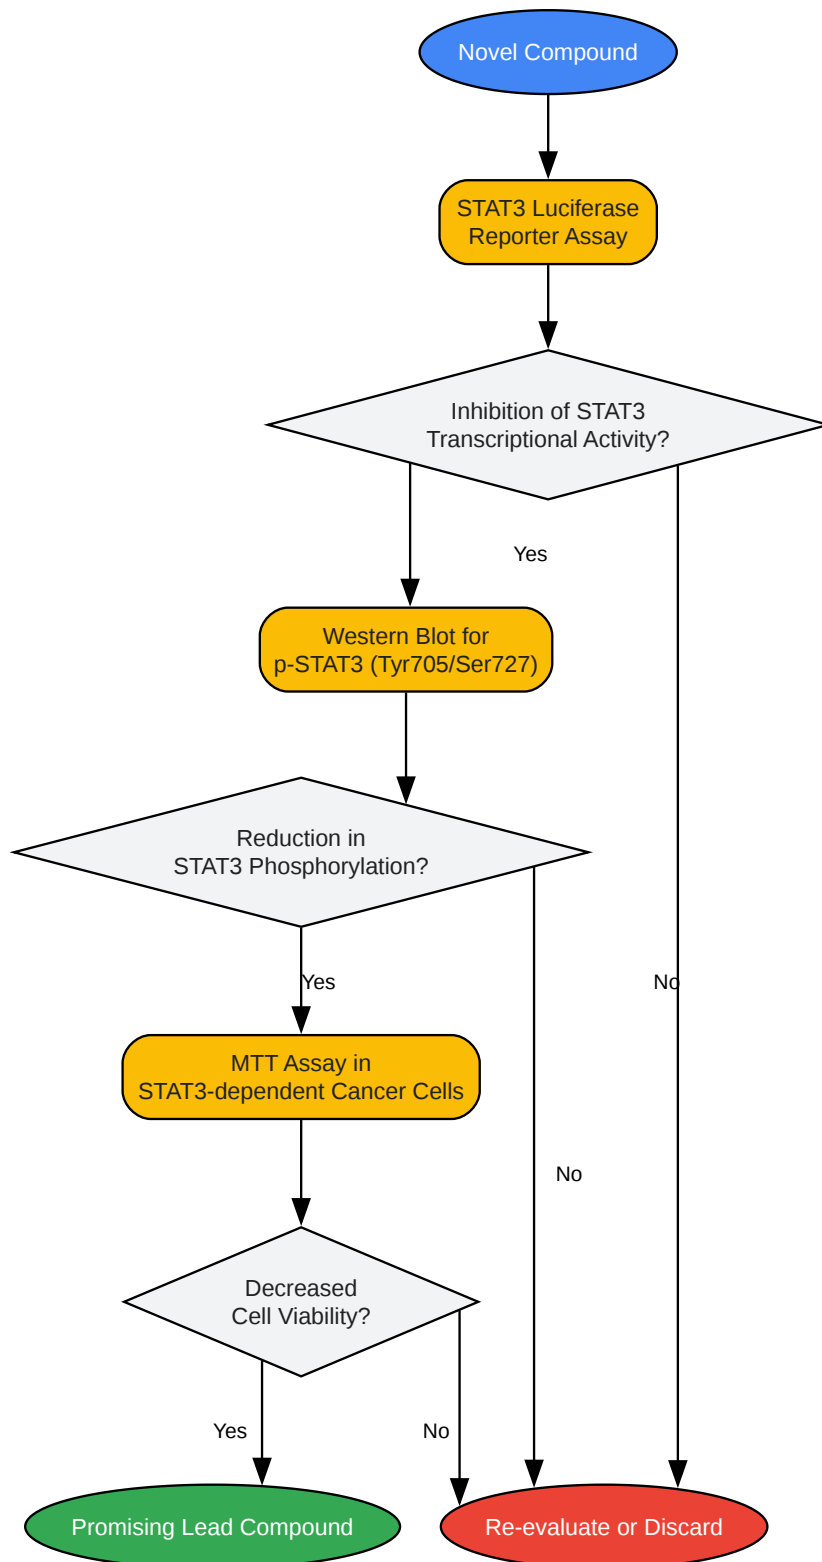 Novel Compound
STAT3 Luciferase
Reporter Assay
Inhibition of STAT3
Transcriptional Activity?
Yes
Western Blot for
p-STAT3 (Tyr705/Ser727)
Reduction in
STAT3 Phosphorylation?
Yes
No
MTT Assay in
STAT3-dependent Cancer Cells
No
Decreased
Cell Viability?
Yes
No
Promising Lead Compound
Re-evaluate or Discard